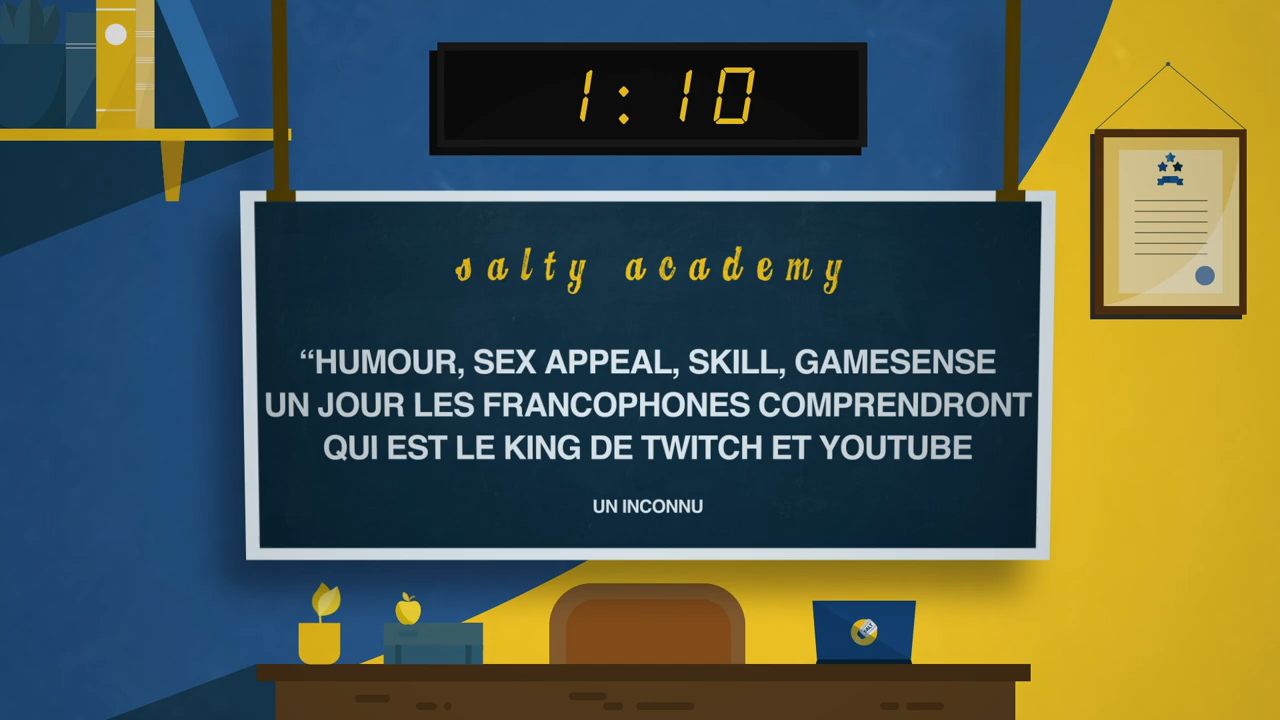 1:10
salty academy
“HUMOUR, SEX APPEAL, SKILL, GAMESENSE
UN JOUR LES FRANCOPHONES COMPRENDRONT
QUI EST LE KING DE TWITCH ET YOUTUBE
UN INCONNU